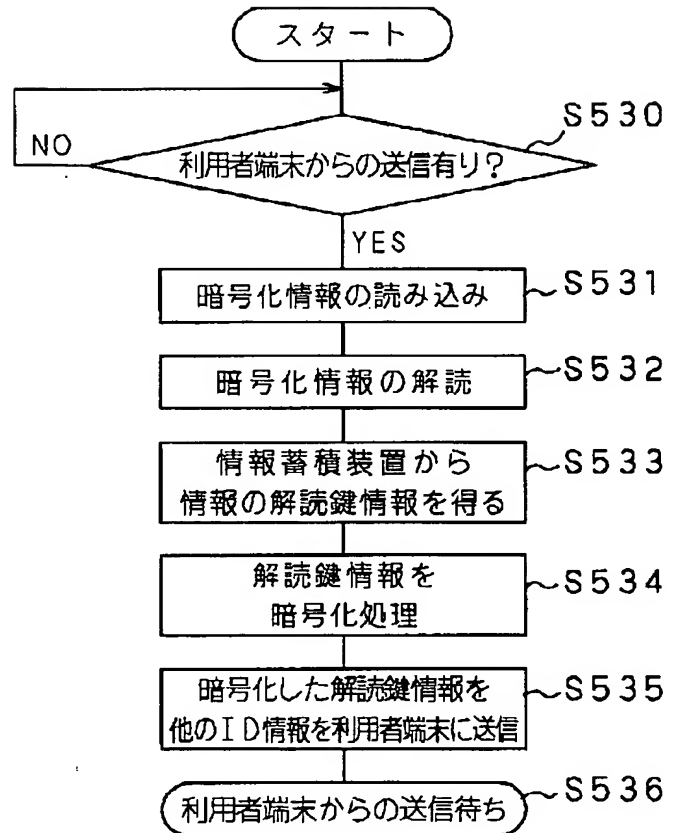 スタート
S530
NO
利用者端末からの送信有り?
YES
暗号化情報の読み込み
S531
暗号化情報の解読
S532
情報蓄積装置から
情報の解読鍵情報を得る
S533
解読鍵情報を
暗号化処理
S534
暗号化した解読鍵情報を
他のID情報を利用者端末に送信
S535
利用者端末からの送信待ち
S536